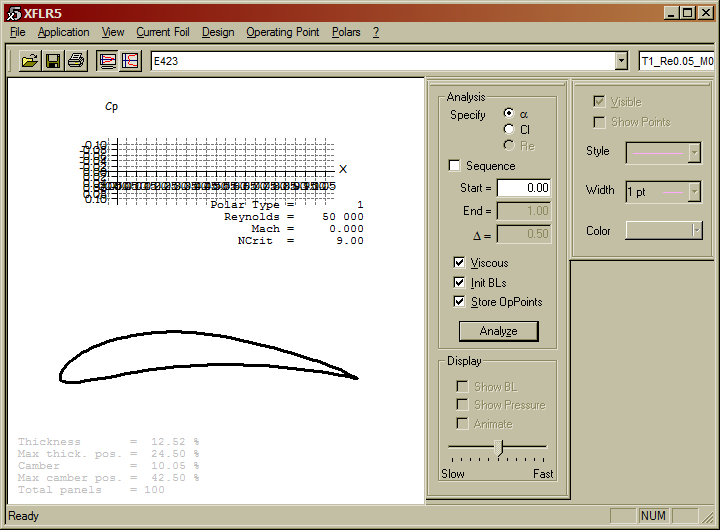 XFLR5
File Application View Current Foil Design Operating Point Polars ?
E423
T1_Re0.05_M0
Cp
0.10
X
0.10
Polar Type = 1
Reynolds = 50 000
Mach = 0.000
NCrit = 9.00
Thickness = 12.52 %
Max thick. pos. = 24.50 %
Camber = 10.05 %
Max camber pos. = 42.50 %
Total panels = 100
Analysis
Specify α
Cl
Re
Sequence
Start = 0.00
End = 1.00
Δ = 0.50
Viscous
Init BLs
Store OpPoints
Analyze
Display
Show BL
Show Pressure
Animate
Slow Fast
Visible
Show Points
Style
Width 1 pt
Color
Ready NUM